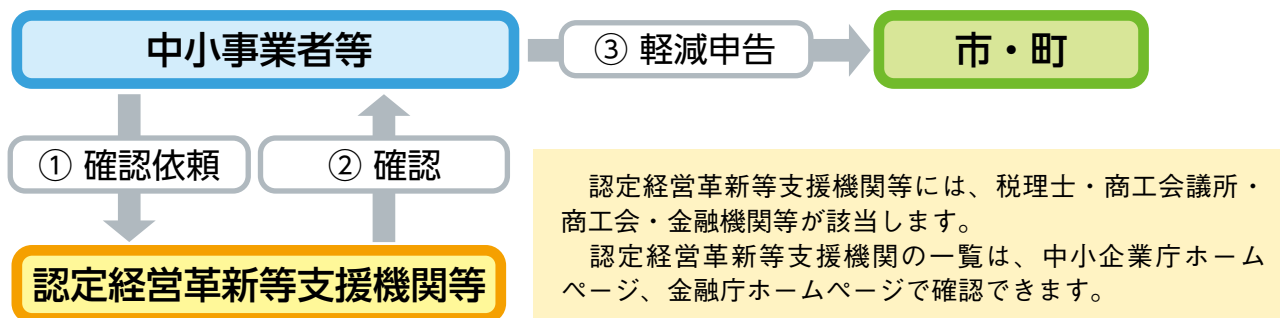 中小事業者等
③ 軽減申告
市・町
① 確認依頼
② 確認
認定経営革新等支援機関等
　認定経営革新等支援機関等には、税理士・商工会議所・
商工会・金融機関等が該当します。
　認定経営革新等支援機関の一覧は、中小企業庁ホーム
ページ、金融庁ホームページで確認できます。